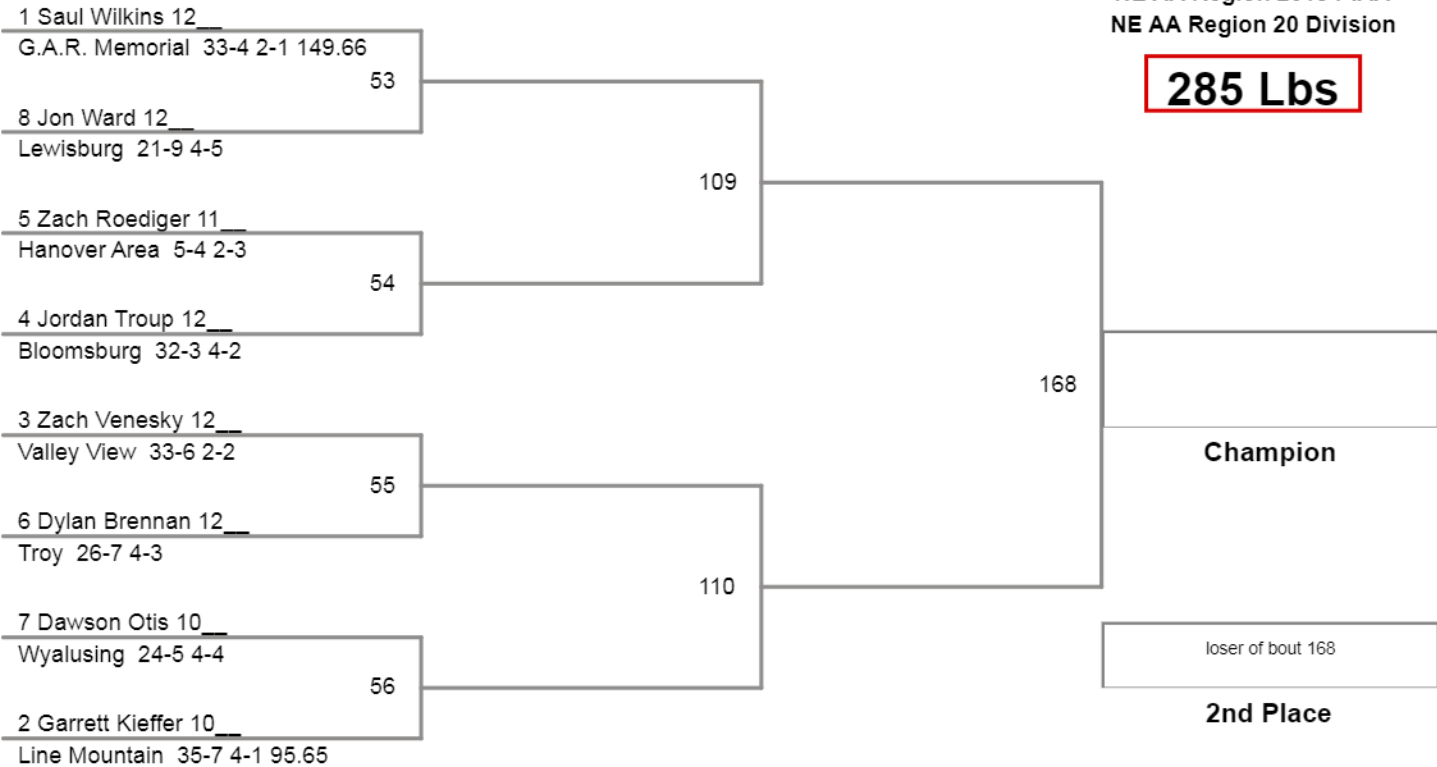 1 Saul Wilkins 12__
G.A.R. Memorial 33-4 2-1 149.66
53
8 Jon Ward 12__
Lewisburg 21-9 4-5
109
5 Zach Roediger 11__
Hanover Area 5-4 2-3
54
4 Jordan Troup 12__
Bloomsburg 32-3 4-2
168
3 Zach Venesky 12__
Valley View 33-6 2-2
55
6 Dylan Brennan 12__
Troy 26-7 4-3
110
7 Dawson Otis 10__
Wyalusing 24-5 4-4
56
2 Garrett Kieffer 10__
Line Mountain 35-7 4-1 95.65
NE AA Region 20 Division
285 Lbs
Champion
loser of bout 168
2nd Place